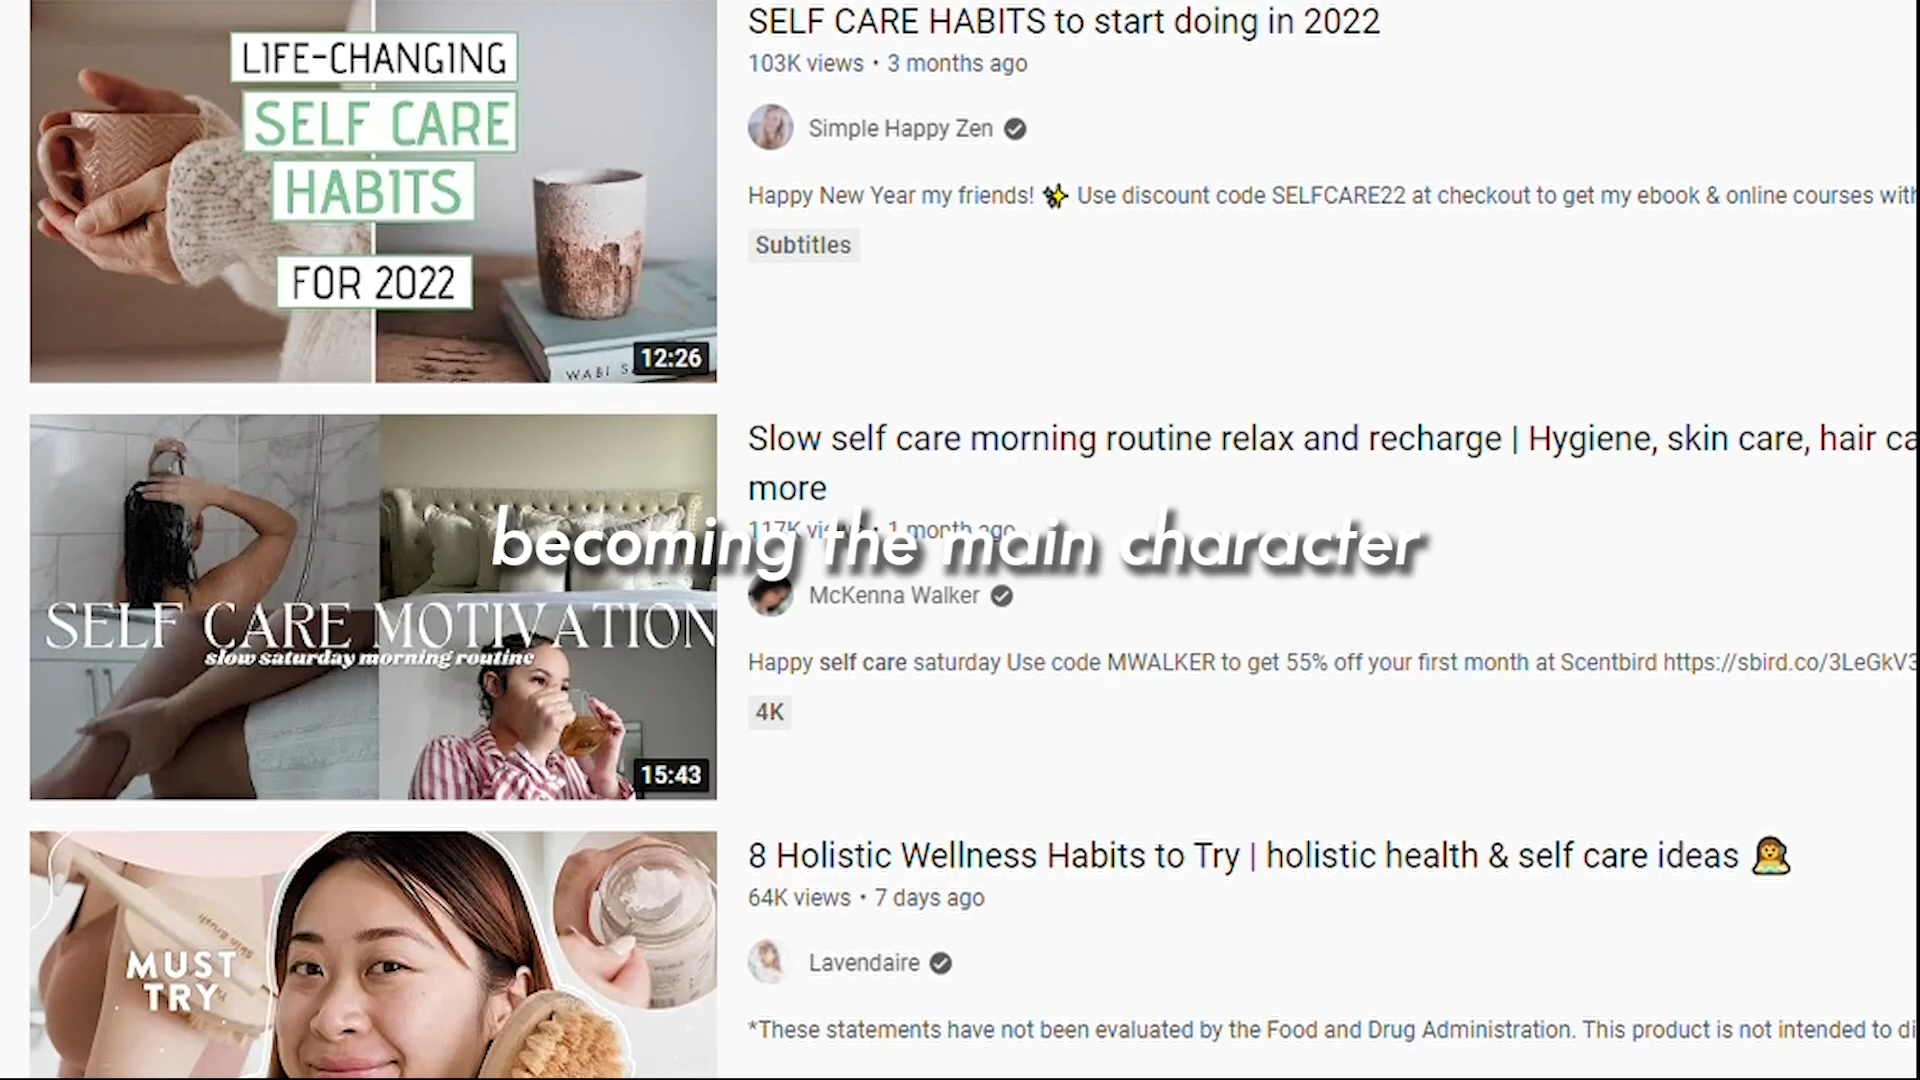 LIFE-CHANGING
SELF CARE
HABITS
FOR 2022
WABI S
12:26
SELF CARE HABITS to start doing in 2022
103K views • 3 months ago
Simple Happy Zen
Happy New Year my friends! ✨ Use discount code SELFCARE22 at checkout to get my ebook & online courses with
Subtitles
SELF CARE MOTIVATION
slow saturday morning routine
15:43
Slow self care morning routine relax and recharge | Hygiene, skin care, hair ca
more
117K views • 1 month ago
becoming the main character
McKenna Walker
Happy self care saturday Use code MWALKER to get 55% off your first month at Scentbird https://sbird.co/3LeGkV3
4K
MUST
TRY
8 Holistic Wellness Habits to Try | holistic health & self care ideas
64K views • 7 days ago
Lavendaire
*These statements have not been evaluated by the Food and Drug Administration. This product is not intended to di